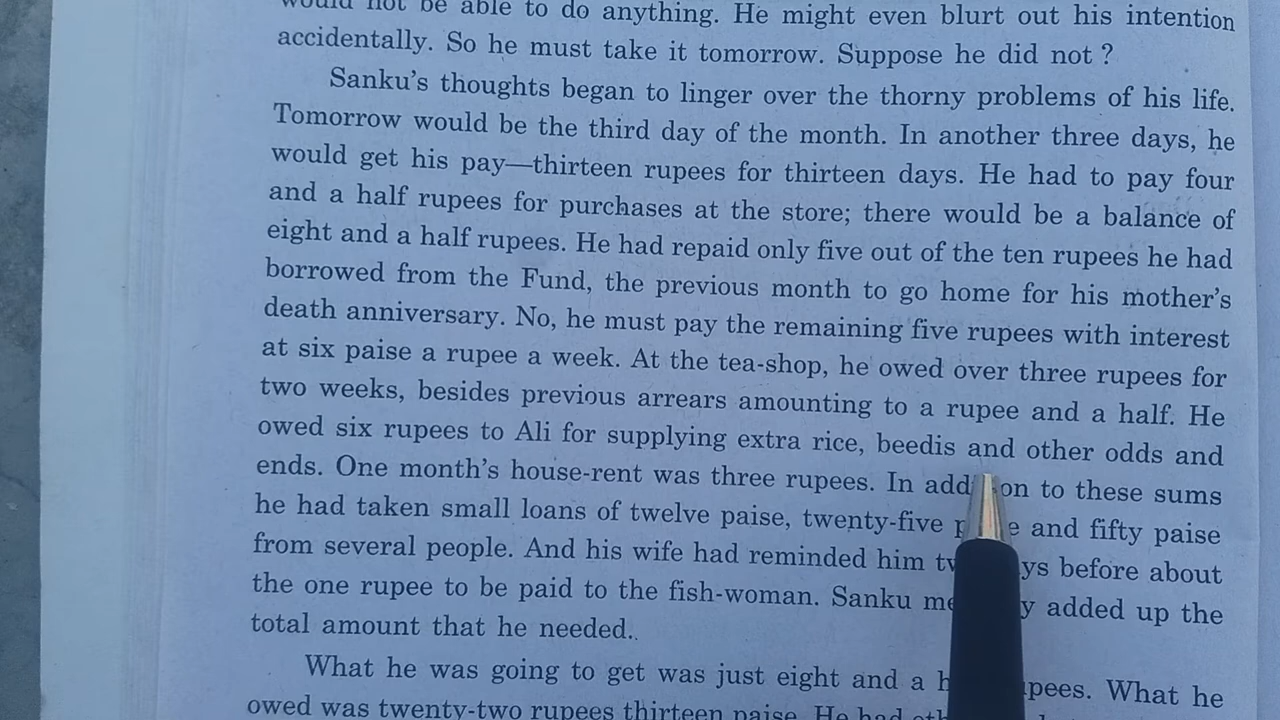 would not be able to do anything. He might even blurt out his intention
accidentally. So he must take it tomorrow. Suppose he did not ?
Sanku's thoughts began to linger over the thorny problems of his life.
Tomorrow would be the third day of the month. In another three days, he
would get his pay—thirteen rupees for thirteen days. He had to pay four
and a half rupees for purchases at the store; there would be a balance of
eight and a half rupees. He had repaid only five out of the ten rupees he had
borrowed from the Fund, the previous month to go home for his mother's
death anniversary. No, he must pay the remaining five rupees with interest
at six paise a rupee a week. At the tea-shop, he owed over three rupees for
two weeks, besides previous arrears amounting to a rupee and a half. He
owed six rupees to Ali for supplying extra rice, beedis and other odds and
ends. One month's house-rent was three rupees. In to these sums
he had taken small loans of twelve paise, twenty-five and fifty paise
from several people. And his wife had reminded him before about
the one rupee to be paid to the fish-woman. Sanku added up the
total amount that he needed..
What he was going to get was just eight and a What he
owed was twenty-two rupees thirteen paise. He had